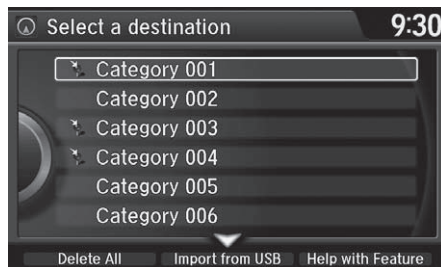 Select a destination 9:30
Category 001
Category 002
Category 003
Category 004
Category 005
Category 006
Delete All Import from USB Help with Feature